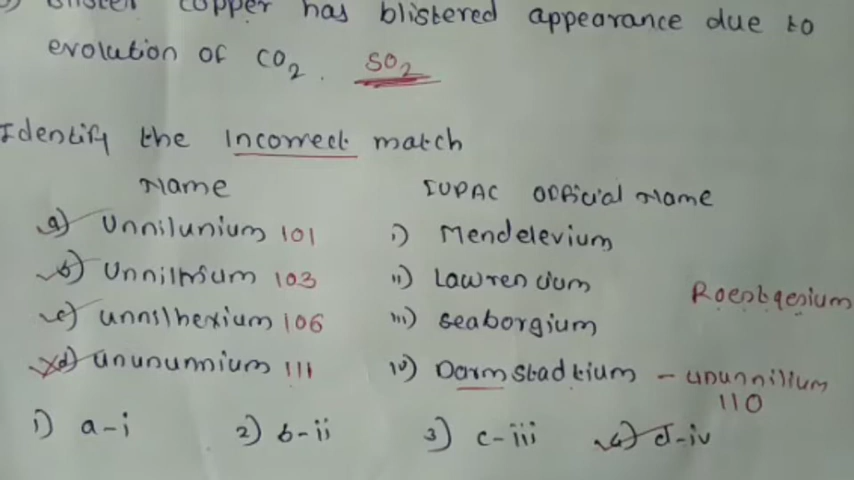 copper has blistered appearance due to
evolution of CO2. SO2
Identify the incorrect match
Name IUPAC Official Name
a) Unnilunium 101 i) Mendelevium
b) Unniltrium 103 ii) Lawrencium
c) unnilhexium 106 iii) seaborgium
d) unununnium 111 iv) Darmstadtium - ununnilium
Roentgenium
110
1) a-i 2) b-ii 3) c-iii 4) d-iv